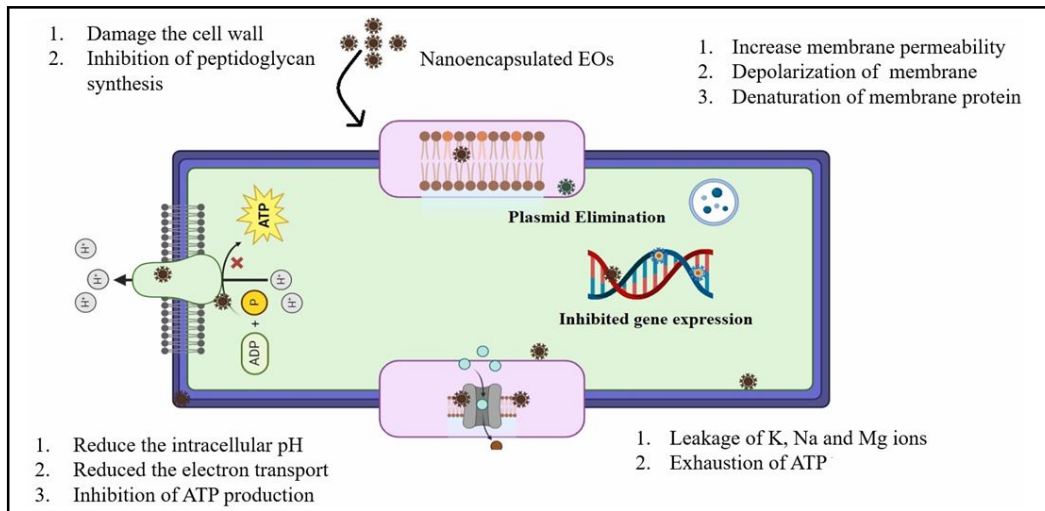 1. Damage the cell wall
2. Inhibition of peptidoglycan
synthesis
Nanoencapsulated EOs
1. Increase membrane permeability
2. Depolarization of membrane
3. Denaturation of membrane protein
Plasmid Elimination
ATP
H⁺
H⁺
H⁺
H⁺
H⁺
P
+
ADP
Inhibited gene expression
1. Reduce the intracellular pH
2. Reduced the electron transport
3. Inhibition of ATP production
1. Leakage of K, Na and Mg ions
2. Exhaustion of ATP